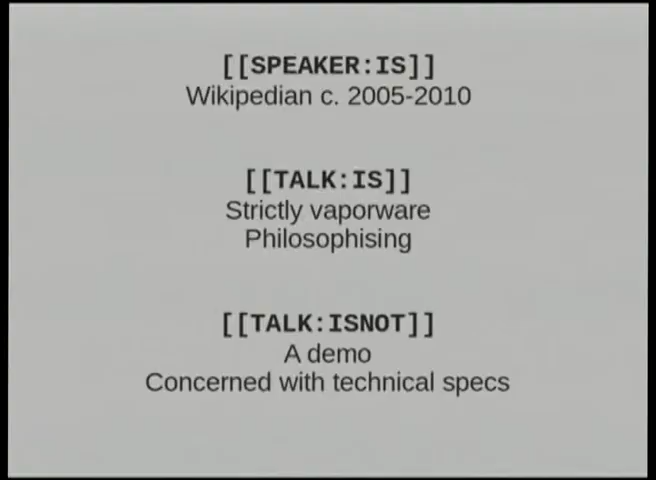 [[SPEAKER:IS]]
Wikipedian c. 2005-2010
[[TALK:IS]]
Strictly vaporware
Philosophising
[[TALK:ISNOT]]
A demo
Concerned with technical specs